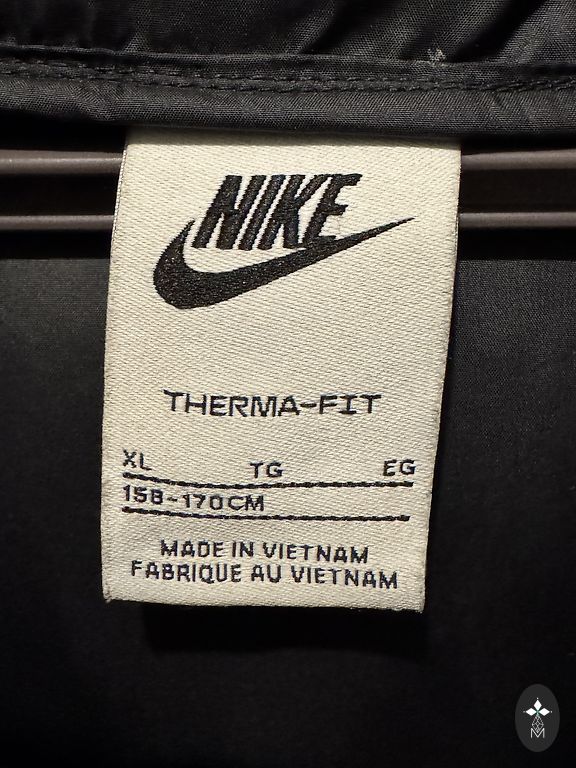 NIKE
THERMA-FIT
XL TG EG
158-170CM
MADE IN VIETNAM
FABRIQUE AU VIETNAM
M